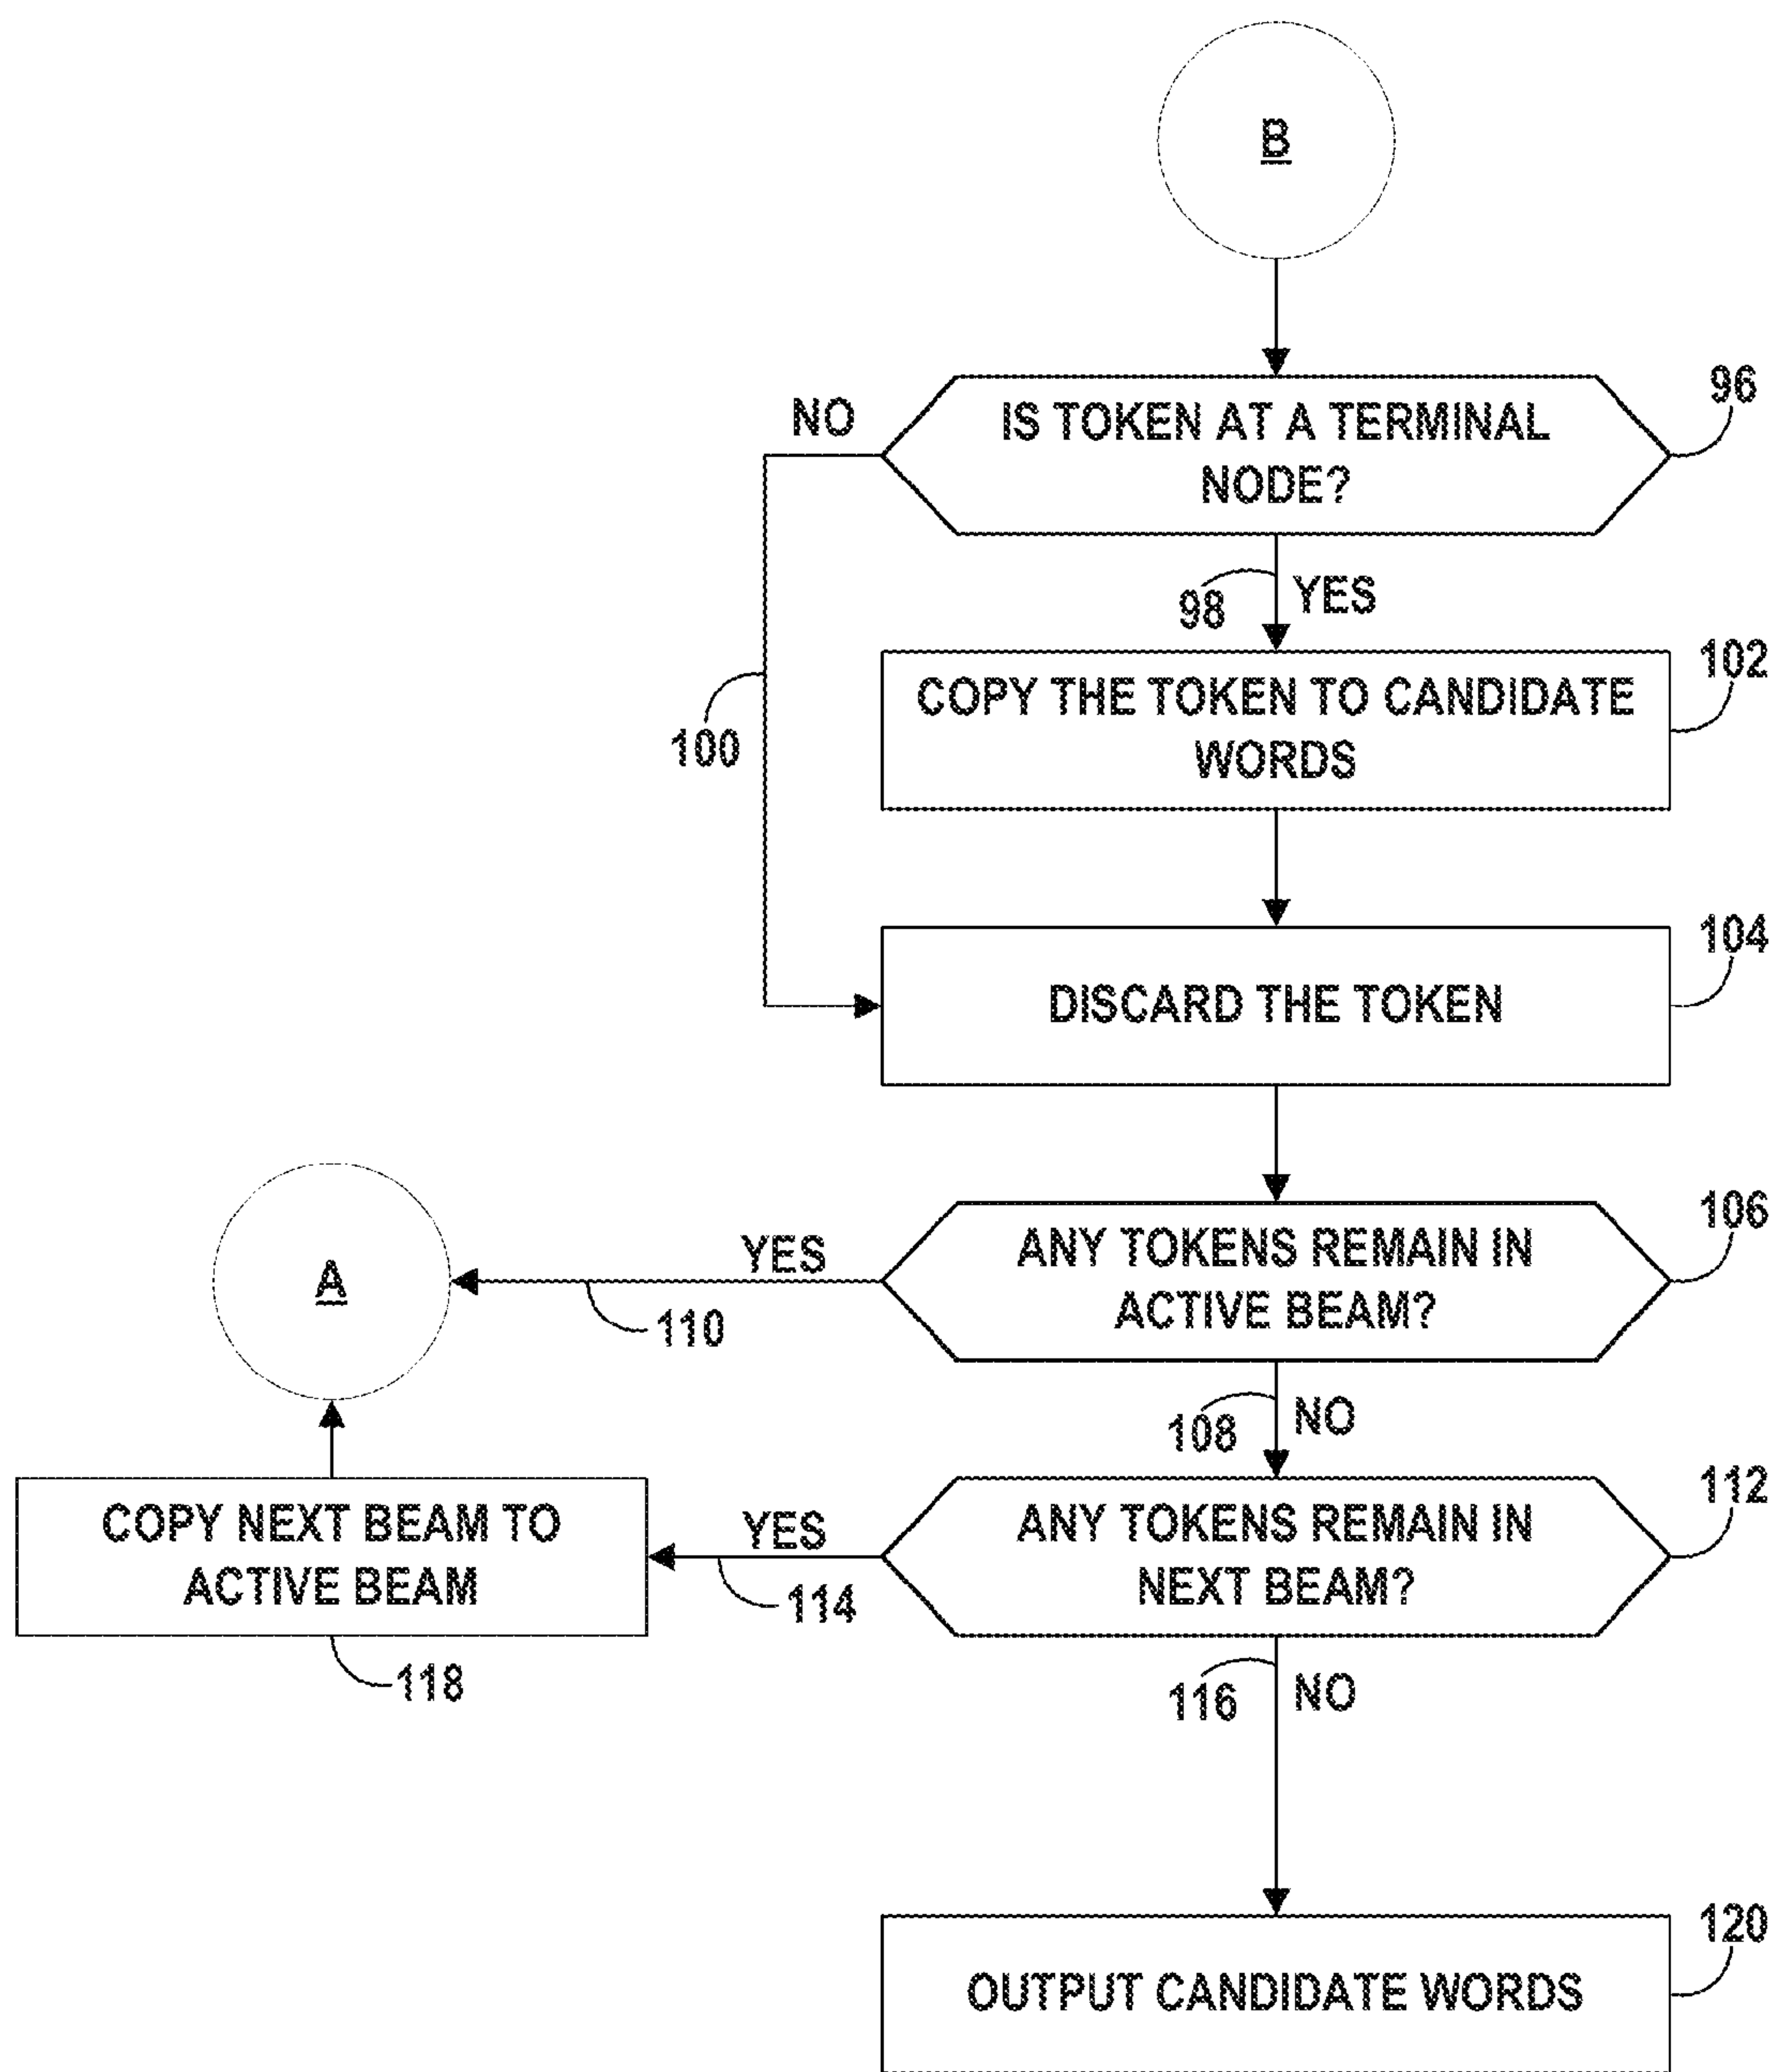 B
IS TOKEN AT A TERMINAL
NODE?
96
NO
98
YES
100
COPY THE TOKEN TO CANDIDATE
WORDS
102
DISCARD THE TOKEN
104
ANY TOKENS REMAIN IN
ACTIVE BEAM?
106
YES
110
A
108
NO
ANY TOKENS REMAIN IN
NEXT BEAM?
112
YES
114
COPY NEXT BEAM TO
ACTIVE BEAM
118
116
NO
OUTPUT CANDIDATE WORDS
120